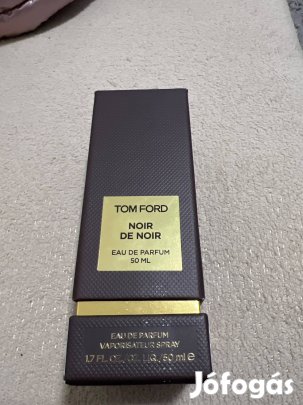 TOM FORD
NOIR
DE NOIR
EAU DE PARFUM
50 ML
EAU DE PARFUM
VAPORISATEUR SPRAY
1.7 FL.OZ./OZ.LIQ./50 ml e
Jófogás